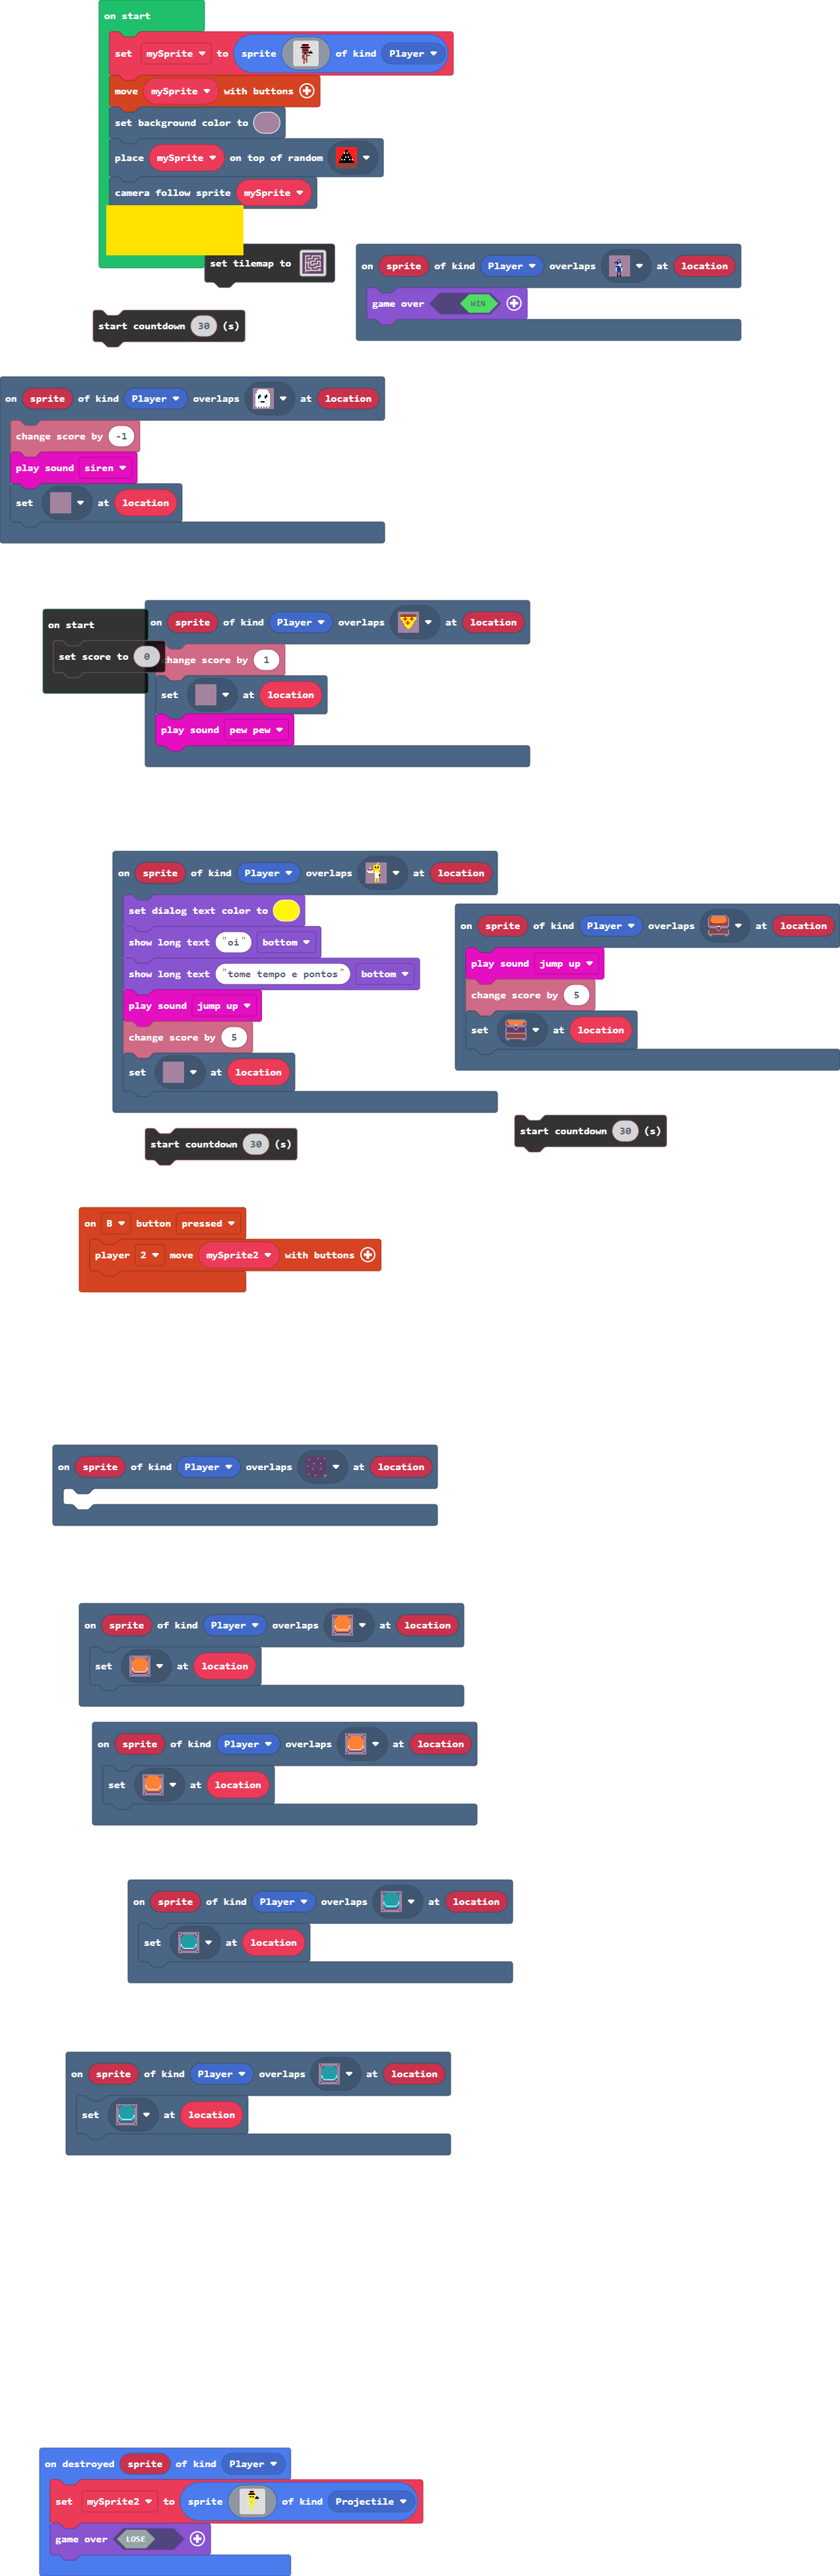 on start
set mySprite to sprite of kind Player
move mySprite with buttons
set background color to
place mySprite on top of random
camera follow sprite mySprite
set tilemap to
on sprite of kind Player overlaps at location
game over WIN
start countdown 30 (s)
on sprite of kind Player overlaps at location
change score by -1
play sound siren
set at location
on start
set score to 0
on sprite of kind Player overlaps at location
change score by 1
set at location
play sound pew pew
on sprite of kind Player overlaps at location
set dialog text color to
show long text "oi" bottom
show long text "tome tempo e pontos" bottom
play sound jump up
change score by 5
set at location
on sprite of kind Player overlaps at location
play sound jump up
change score by 5
set at location
start countdown 30 (s)
start countdown 30 (s)
on B button pressed
player 2 move mySprite2 with buttons
on sprite of kind Player overlaps at location
on sprite of kind Player overlaps at location
set at location
on sprite of kind Player overlaps at location
set at location
on sprite of kind Player overlaps at location
set at location
on sprite of kind Player overlaps at location
set at location
on destroyed sprite of kind Player
set mySprite2 to sprite of kind Projectile
game over LOSE